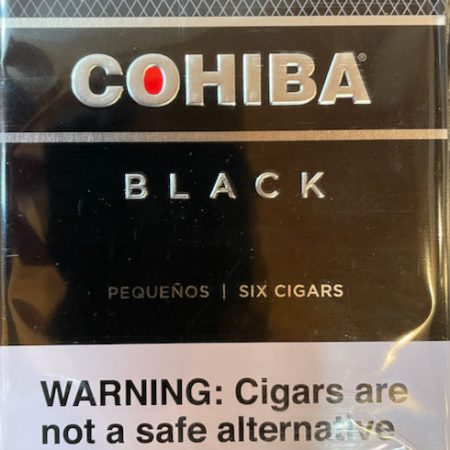 COHIBA®
BLACK
PEQUEÑOS | SIX CIGARS
WARNING: Cigars are
not a safe alternative